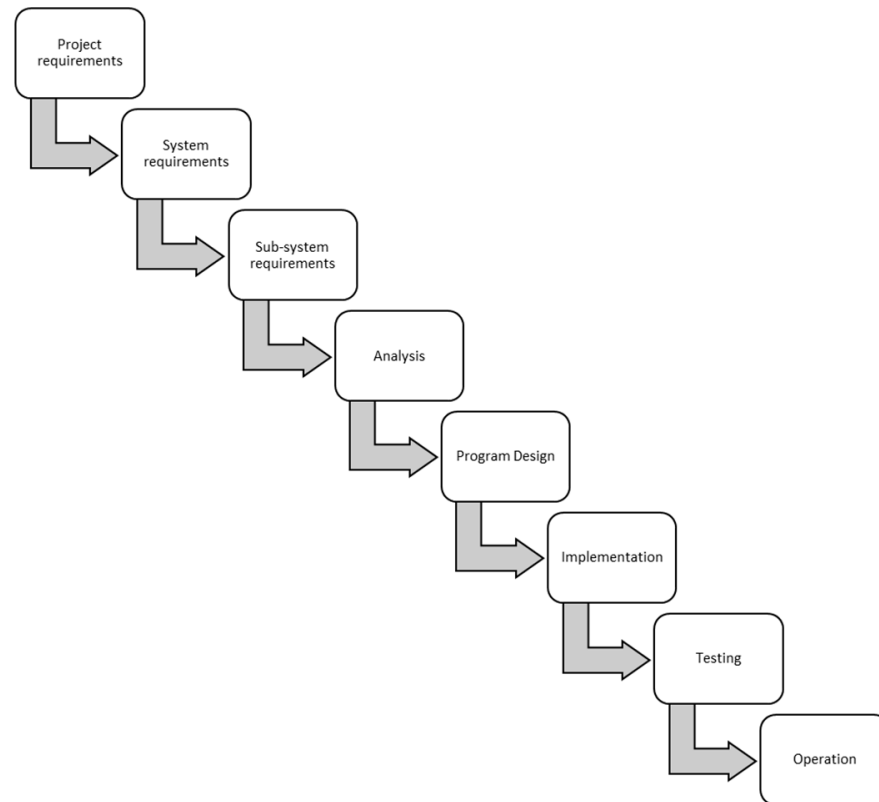 Project
requirements
System
requirements
Sub-system
requirements
Analysis
Program Design
Implementation
Testing
Operation